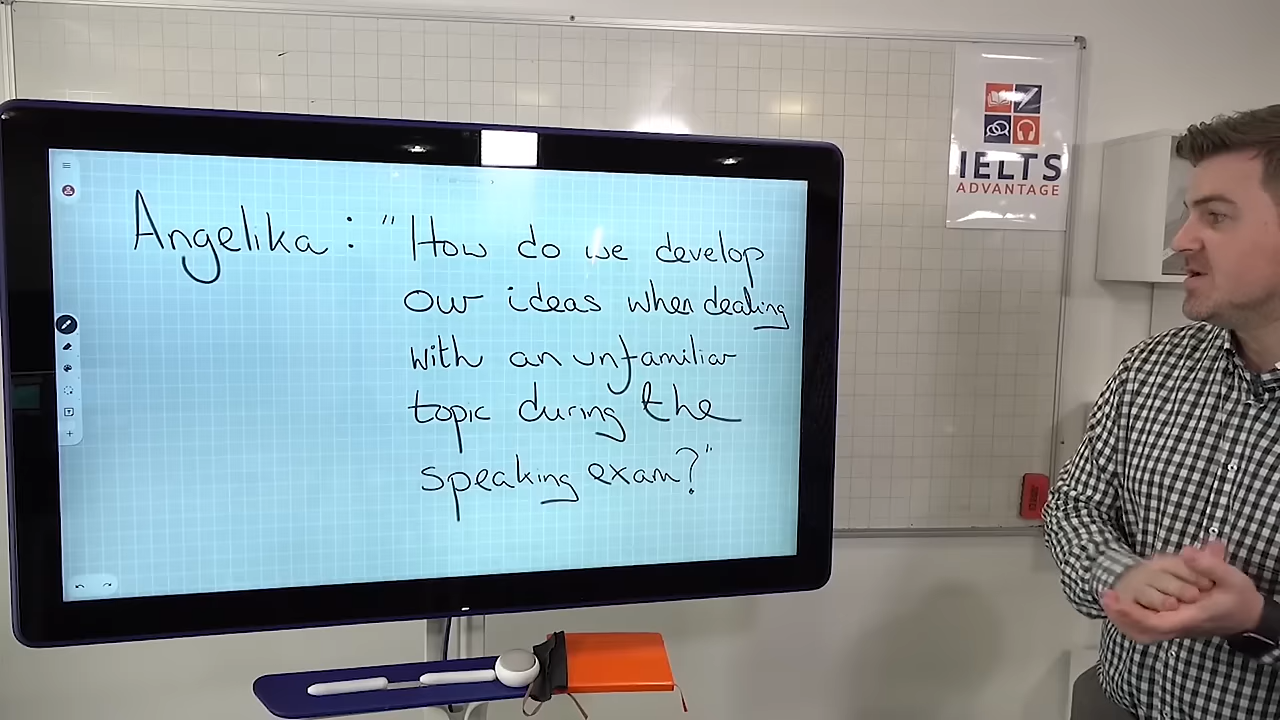 Angelika : "How do we develop
our ideas when dealing
with an unfamiliar
topic during the
speaking exam?"
IELTS
ADVANTAGE